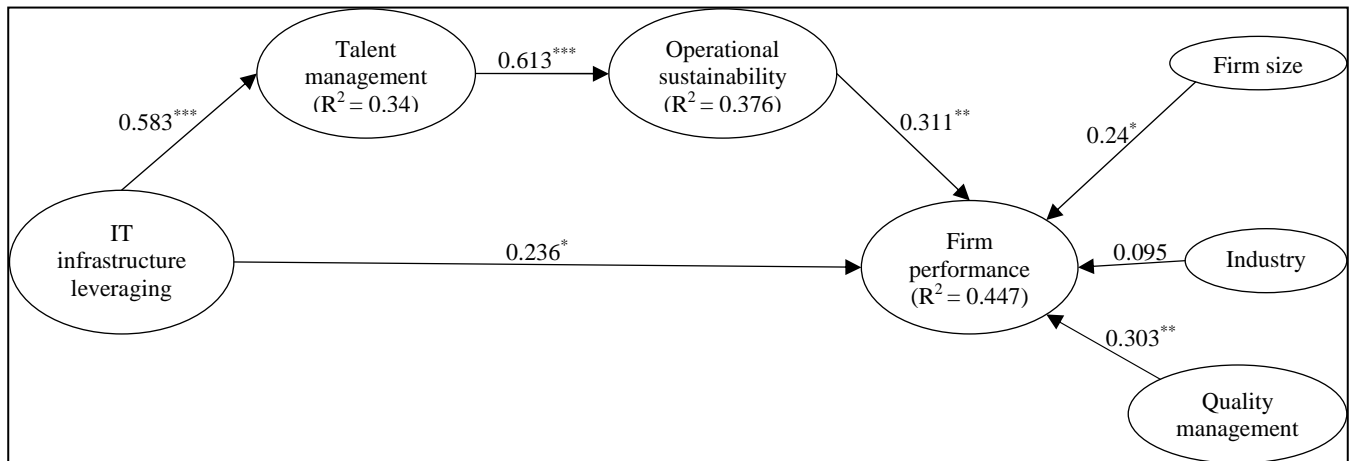 Talent
management
(R² = 0.34)
0.613***
Operational
sustainability
(R² = 0.376)
Firm size
0.583***
0.311**
0.24*
IT
infrastructure
leveraging
0.236*
Firm
performance
(R² = 0.447)
0.095
Industry
0.303**
Quality
management